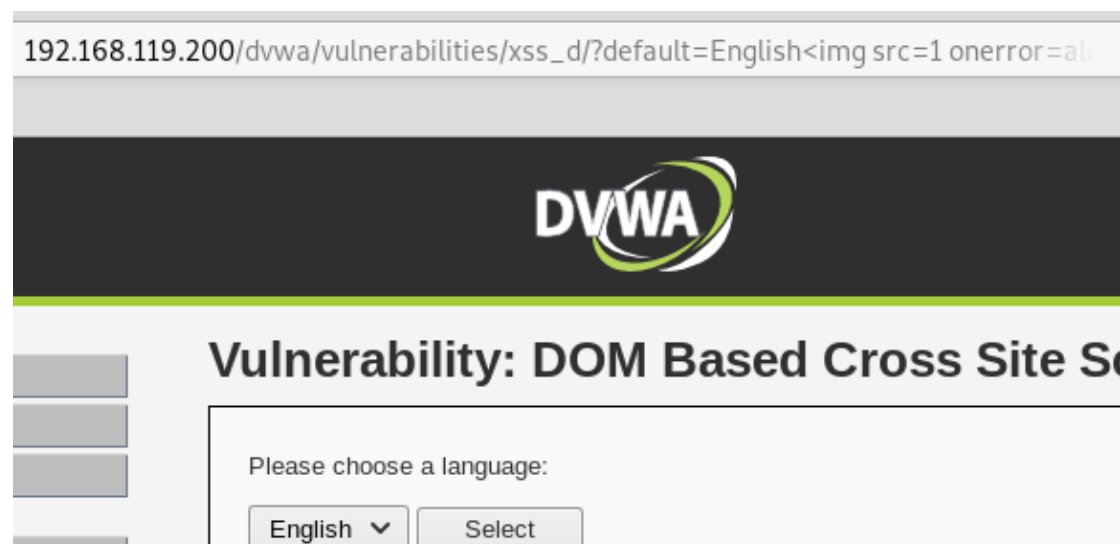 192.168.119.200/dvwa/vulnerabilities/xss_d/?default=English<img src=1 onerror=al
DVWA
Vulnerability: DOM Based Cross Site
Please choose a language:
English Select